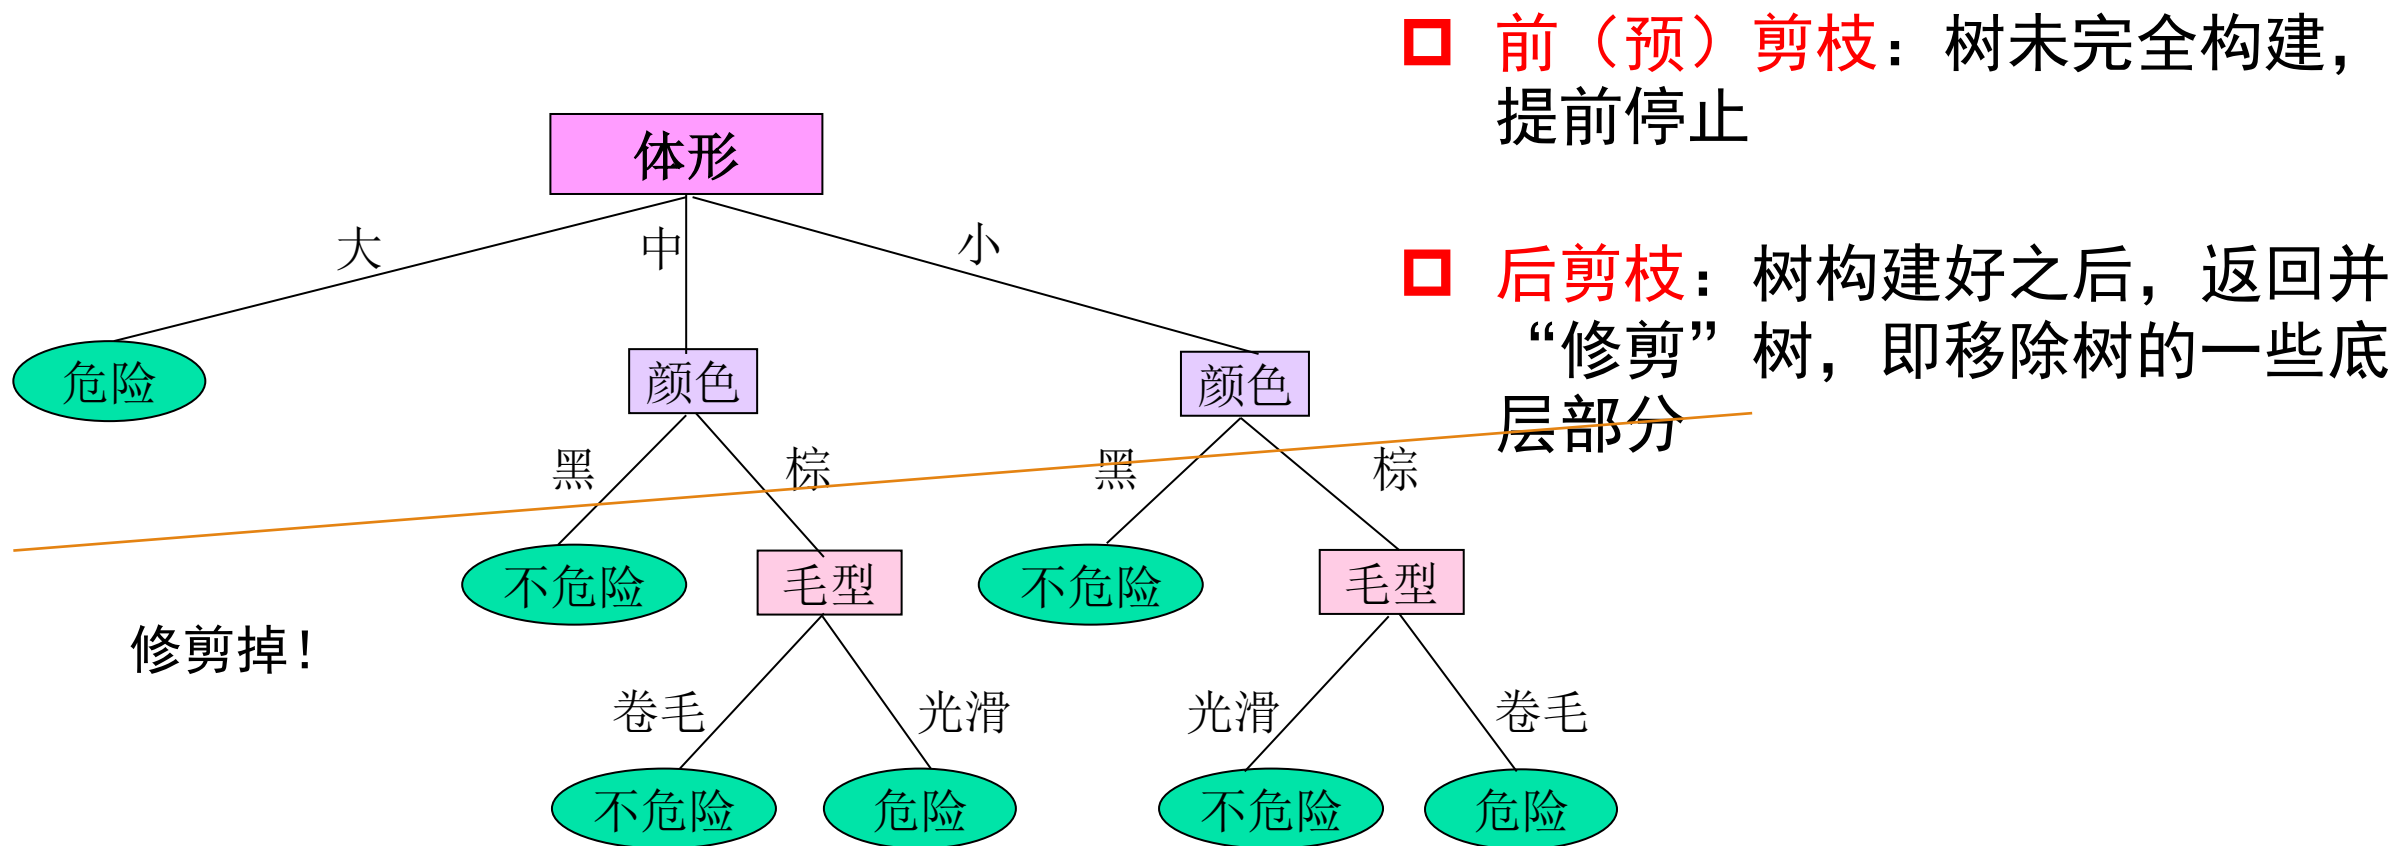 前（预）剪枝：树未完全构建，
提前停止
后剪枝：树构建好之后，返回并
“修剪”树，即移除树的一些底
层部分
体形
大
中
小
危险
颜色
颜色
黑
棕
黑
棕
不危险
毛型
不危险
毛型
修剪掉！
卷毛
光滑
光滑
卷毛
不危险
危险
不危险
危险